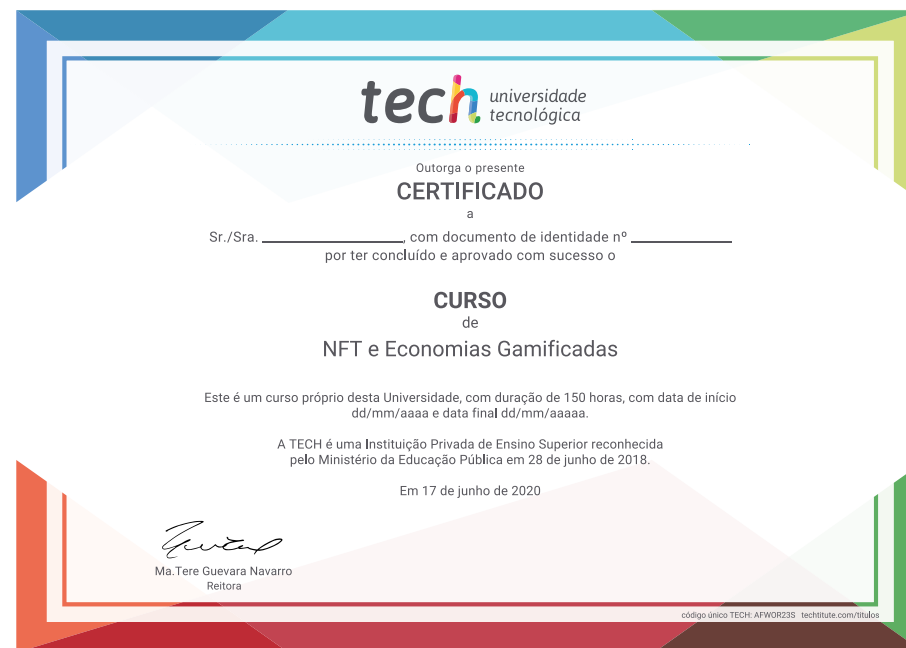 tech universidade
tecnológica
Outorga o presente
CERTIFICADO
a
Sr./Sra. ____________________, com documento de identidade nº ______________
por ter concluído e aprovado com sucesso o
CURSO
de
NFT e Economias Gamificadas
Este é um curso próprio desta Universidade, com duração de 150 horas, com data de início
dd/mm/aaaa e data final dd/mm/aaaaa.
A TECH é uma Instituição Privada de Ensino Superior reconhecida
pelo Ministério da Educação Pública em 28 de junho de 2018.
Em 17 de junho de 2020
Ma.Tere Guevara Navarro
Reitora
código único TECH: AFWOR23S techtitute.com/títulos